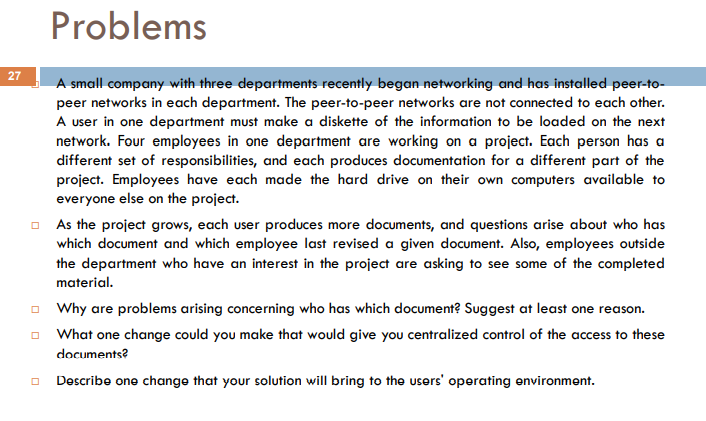 Problems
27
A small company with three departments recently began networking and has installed peer-to-
peer networks in each department. The peer-to-peer networks are not connected to each other.
A user in one department must make a diskette of the information to be loaded on the next
network. Four employees in one department are working on a project. Each person has a
different set of responsibilities, and each produces documentation for a different part of the
project. Employees have each made the hard drive on their own computers available to
everyone else on the project.
As the project grows, each user produces more documents, and questions arise about who has
which document and which employee last revised a given document. Also, employees outside
the department who have an interest in the project are asking to see some of the completed
material.
Why are problems arising concerning who has which document? Suggest at least one reason.
What one change could you make that would give you centralized control of the access to these
documents?
Describe one change that your solution will bring to the users' operating environment.